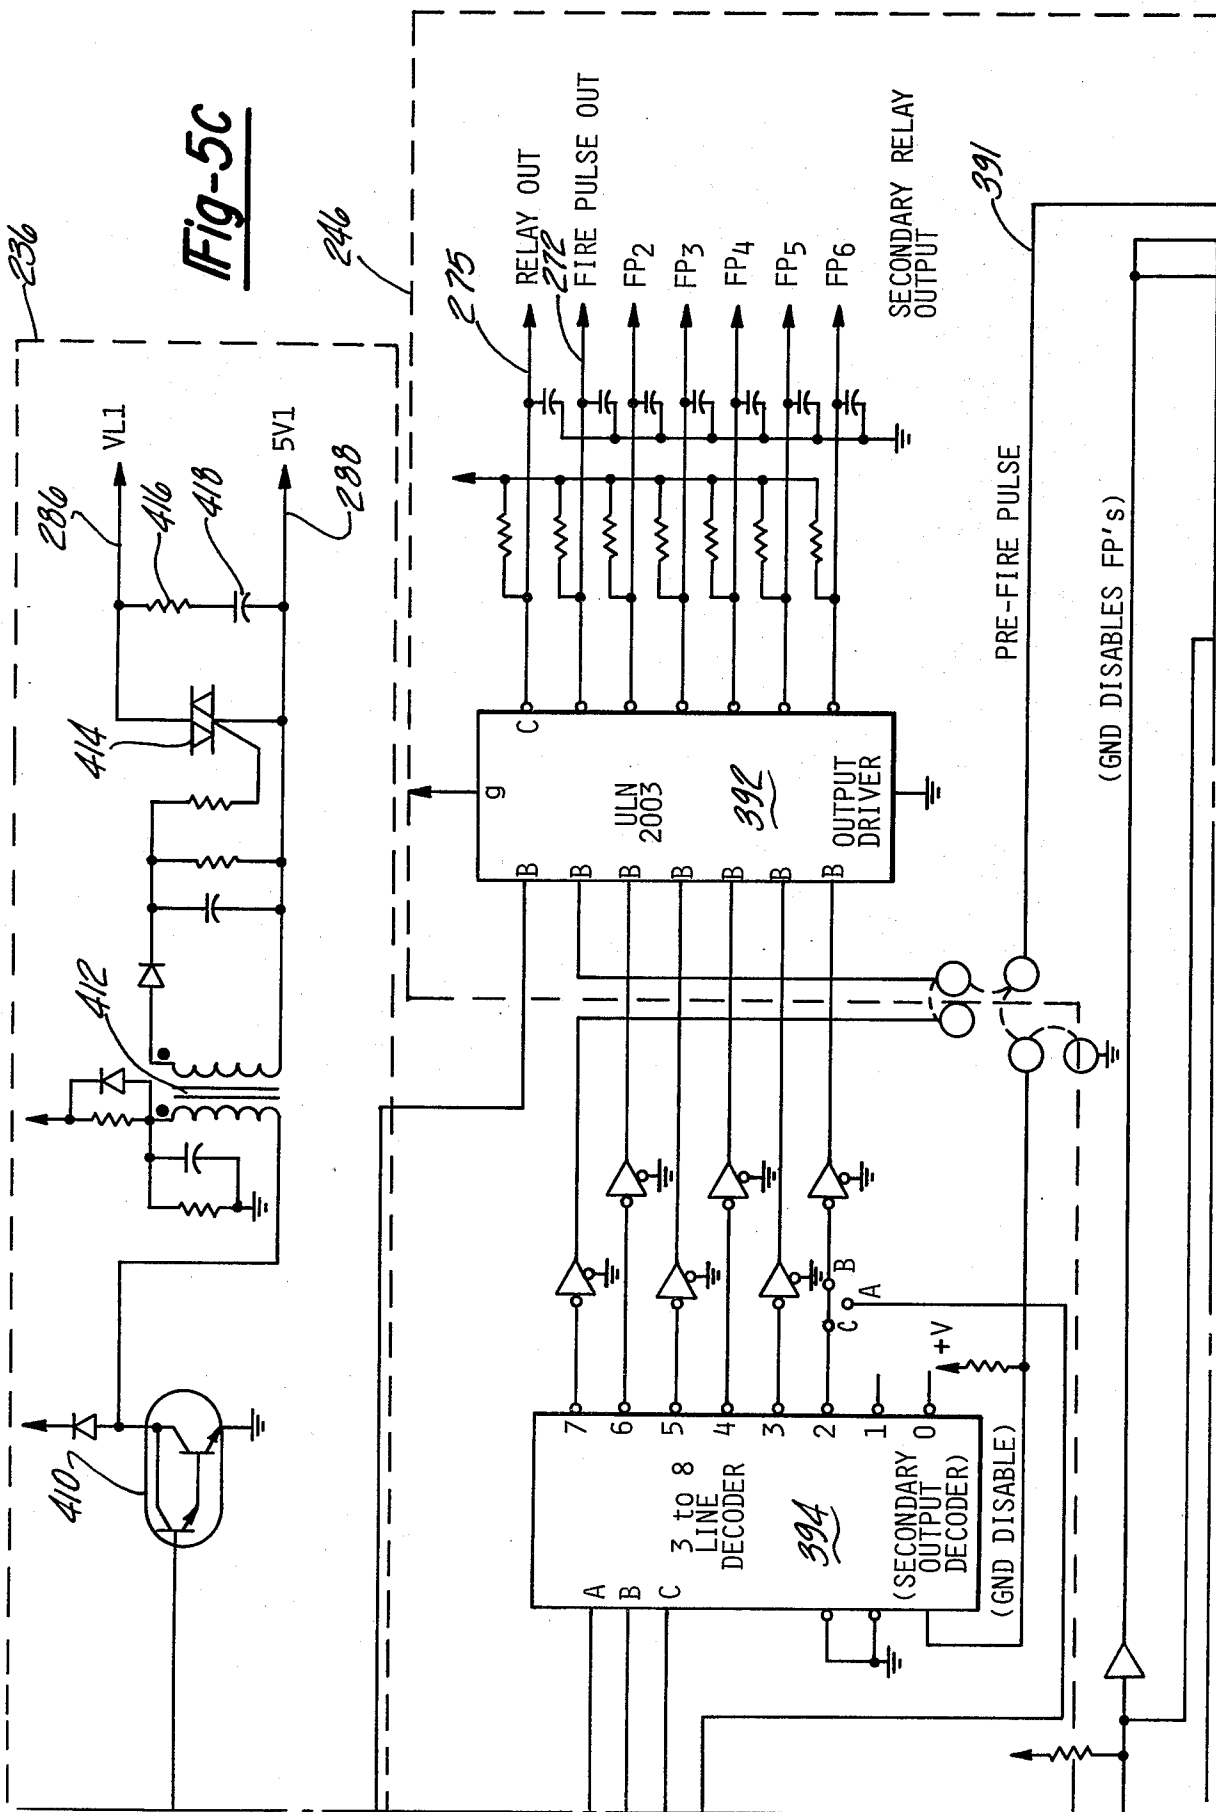 Fig-5C
236
VL1
286
416
418
5V1
288
414
412
410
246
275
RELAY OUT
272
FIRE PULSE OUT
FP2
FP3
FP4
FP5
FP6
SECONDARY RELAY
OUTPUT
391
C
g
ULN
2003
392
OUTPUT
DRIVER
B
B
B
B
B
B
B
PRE-FIRE PULSE
(GND DISABLES FP's)
B
A
C
+V
7
6
5
4
3
2
1
0
3 to 8
LINE
DECODER
394
(SECONDARY
OUTPUT
DECODER)
A
B
C
(GND DISABLE)